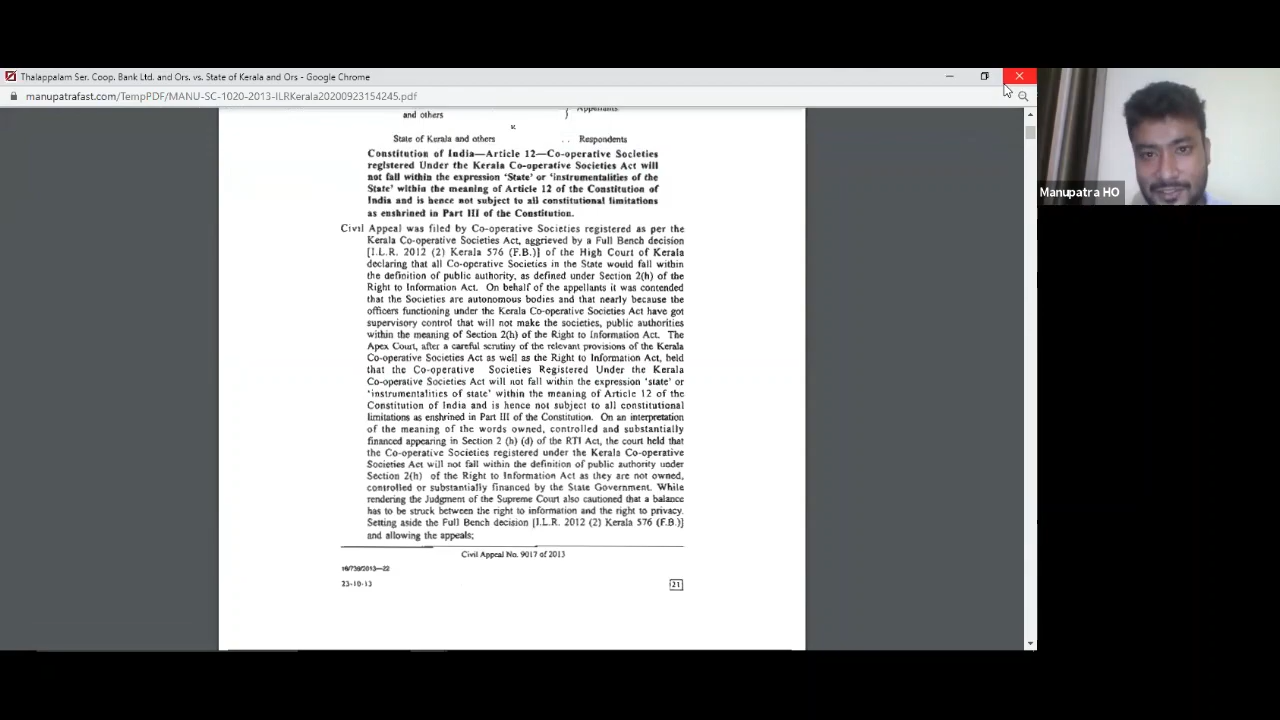 Thalappalam Ser. Coop. Bank Ltd. and Ors. vs. State of Kerala and Ors - Google Chrome
manupatrafast.com/TempPDF/MANU-SC-1020-2013-ILRKerala20200923154245.pdf
and others } Appellants.
v.
State of Kerala and others .. Respondents
Constitution of India—Article 12—Co-operative Societies
registered Under the Kerala Co-operative Societies Act will
not fall within the expression ‘State’ or ‘instrumentalities of the
State’ within the meaning of Article 12 of the Constitution of
India and is hence not subject to all constitutional limitations
as enshrined in Part III of the Constitution.
Civil Appeal was filed by Co-operative Societies registered as per the
Kerala Co-operative Societies Act, aggrieved by a Full Bench decision
[I.L.R. 2012 (2) Kerala 576 (F.B.)] of the High Court of Kerala
declaring that all Co-operative Societies in the State would fall within
the definition of public authority, as defined under Section 2(h) of the
Right to Information Act. On behalf of the appellants it was contended
that the Societies are autonomous bodies and that nearly because the
officers functioning under the Kerala Co-operative Societies Act have got
supervisory control that will not make the societies, public authorities
within the meaning of Section 2(h) of the Right to Information Act. The
Apex Court, after a careful scrutiny of the relevant provisions of the Kerala
Co-operative Societies Act as well as the Right to Information Act, held
that the Co-operative Societies Registered Under the Kerala
Co-operative Societies Act will not fall within the expression ‘state’ or
‘instrumentalities of state’ within the meaning of Article 12 of the
Constitution of India and is hence not subject to all constitutional
limitations as enshrined in Part III of the Constitution. On an interpretation
of the meaning of the words owned, controlled and substantially
financed appearing in Section 2 (h) (d) of the RTI Act, the court held that
the Co-operative Societies registered under the Kerala Co-operative
Societies Act will not fall within the definition of public authority under
Section 2(h) of the Right to Information Act as they are not owned,
controlled or substantially financed by the State Government. While
rendering the Judgment of the Supreme Court also cautioned that a balance
has to be struck between the right to information and the right to privacy.
Setting aside the Full Bench decision [I.L.R. 2012 (2) Kerala 576 (F.B.)]
and allowing the appeals;
Civil Appeal No. 9017 of 2013
23-10-13
21
Manupatra HO